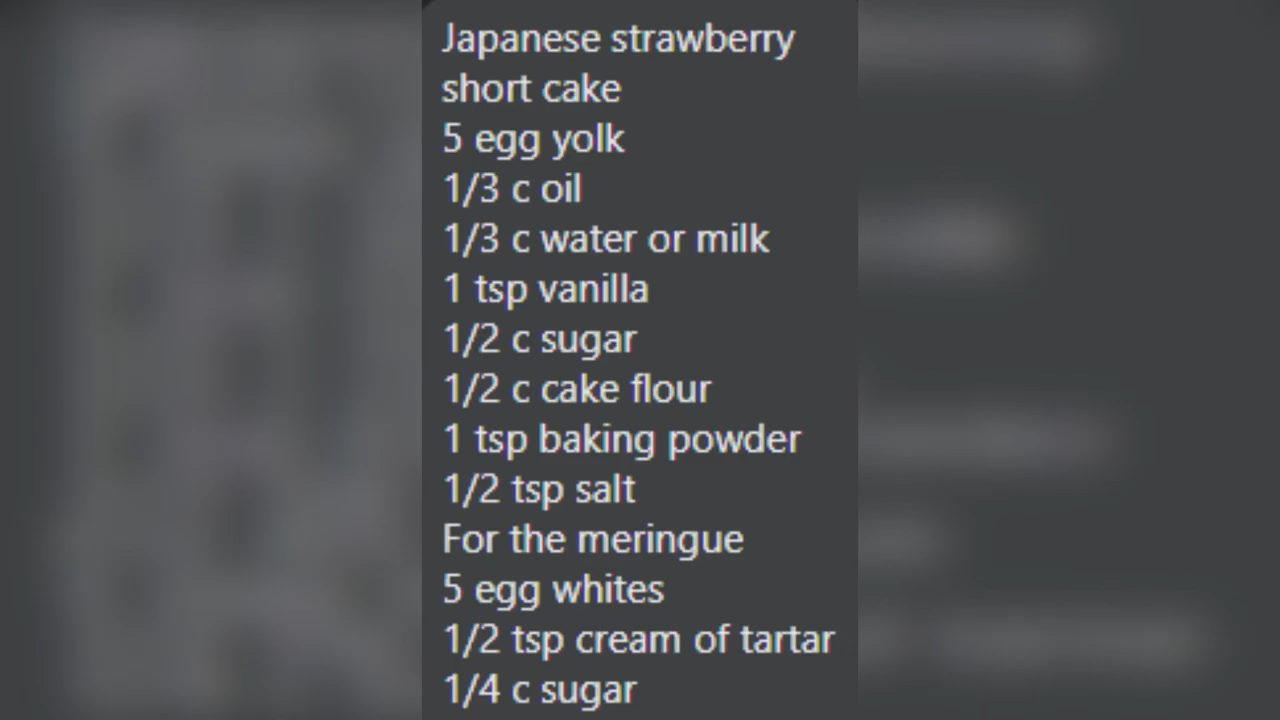 Japanese strawberry
short cake
5 egg yolk
1/3 c oil
1/3 c water or milk
1 tsp vanilla
1/2 c sugar
1/2 c cake flour
1 tsp baking powder
1/2 tsp salt
For the meringue
5 egg whites
1/2 tsp cream of tartar
1/4 c sugar